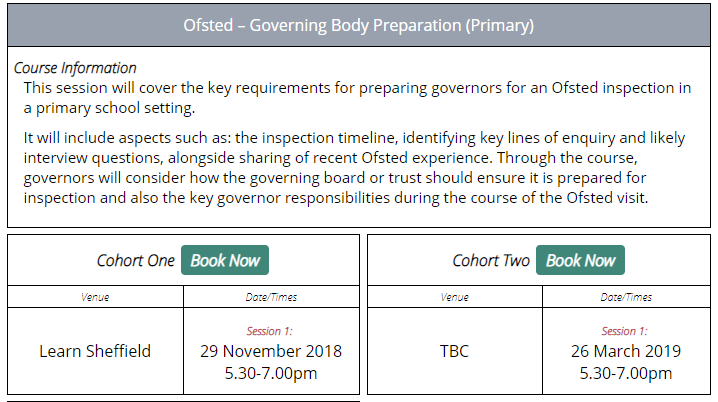 Ofsted – Governing Body Preparation (Primary)
Course Information
This session will cover the key requirements for preparing governors for an Ofsted inspection in
a primary school setting.
It will include aspects such as: the inspection timeline, identifying key lines of enquiry and likely
interview questions, alongside sharing of recent Ofsted experience. Through the course,
governors will consider how the governing board or trust should ensure it is prepared for
inspection and also the key governor responsibilities during the course of the Ofsted visit.
Cohort One Book Now
Venue Date/Times
Learn Sheffield
Session 1:
29 November 2018
5.30-7.00pm
Cohort Two Book Now
Venue Date/Times
TBC
Session 1:
26 March 2019
5.30-7.00pm